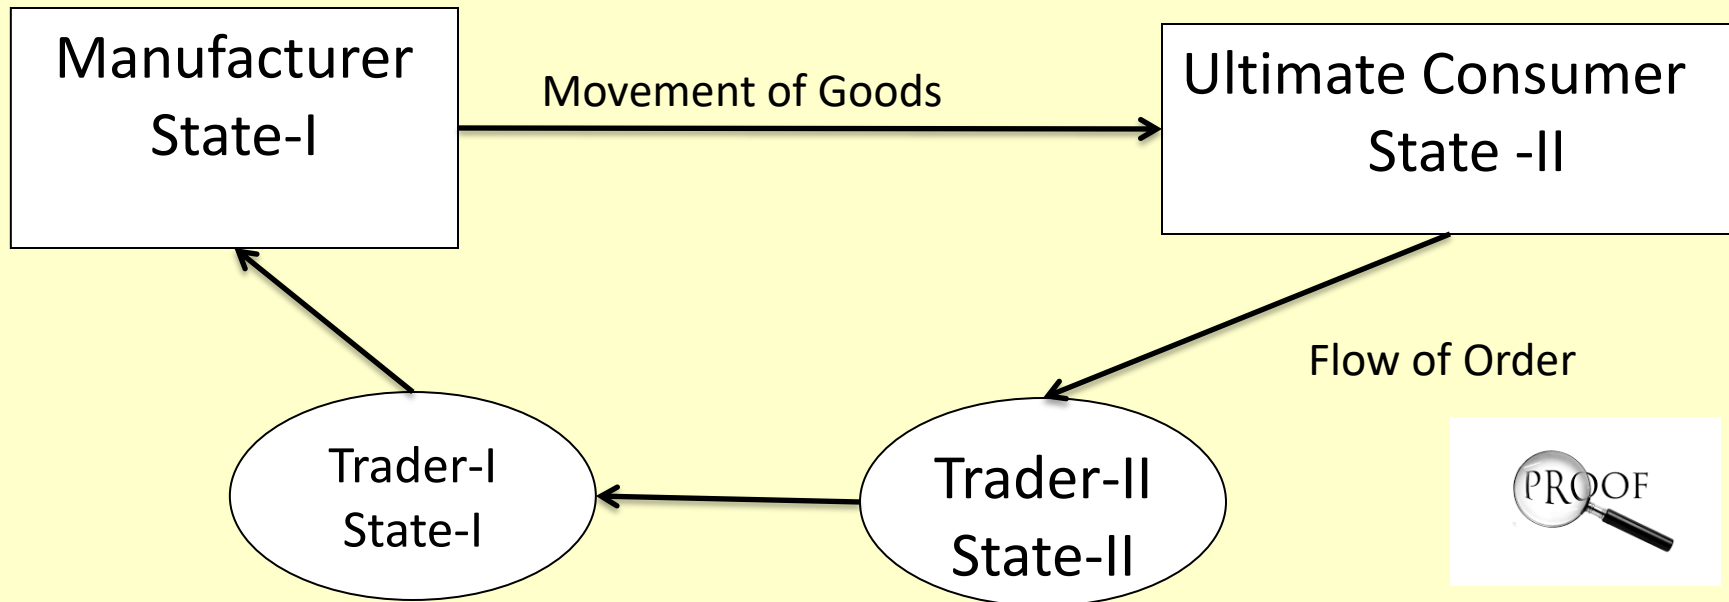 Manufacturer
State-I
Movement of Goods
Ultimate Consumer
State -II
Flow of Order
Trader-I
State-I
Trader-II
State-II
PROOF